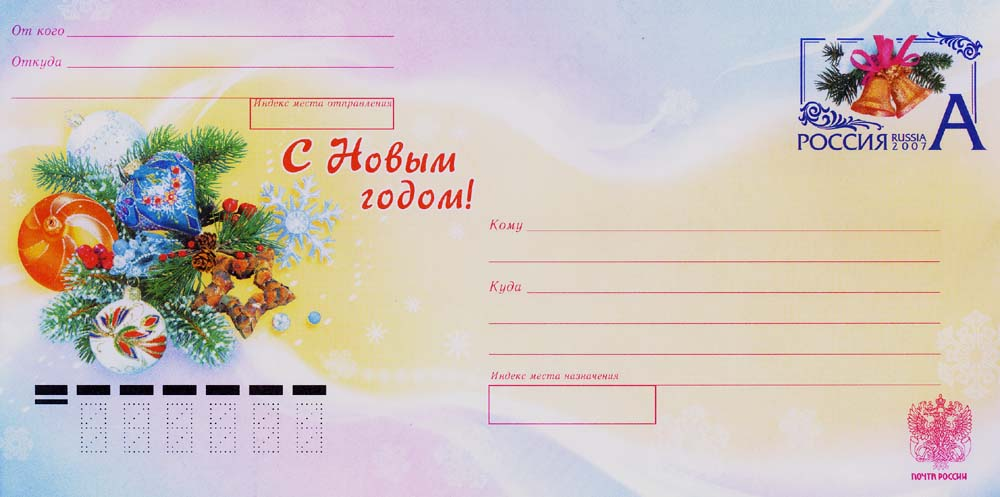 От кого
Откуда
Индекс места отправления
РОССИЯ RUSSIA 2007 А
С Новым
годом!
Кому
Куда
Индекс места назначения
ПОЧТА РОССИИ